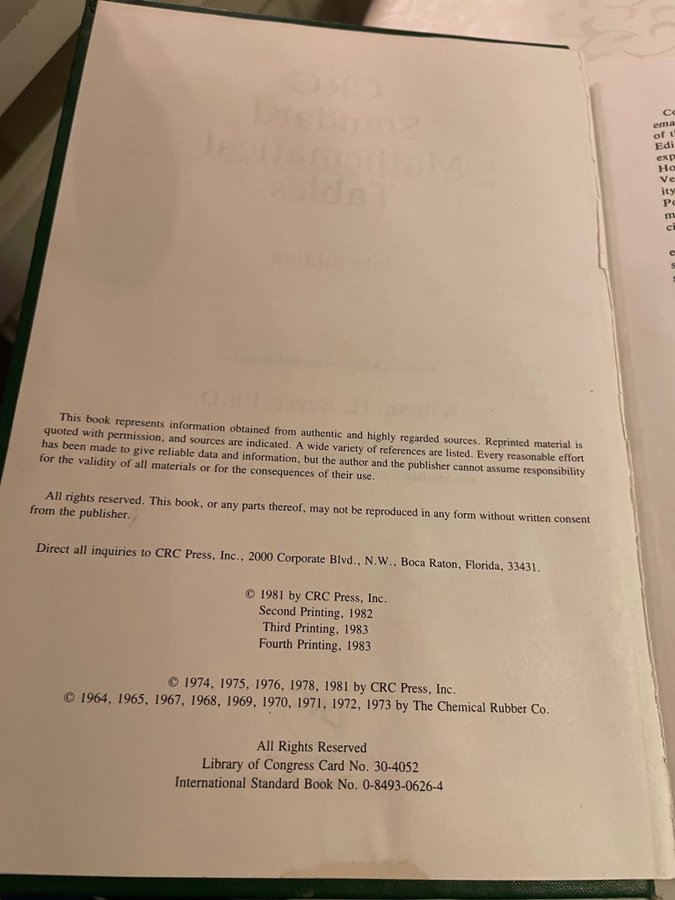 This book represents information obtained from authentic and highly regarded sources. Reprinted material is
quoted with permission, and sources are indicated. A wide variety of references are listed. Every reasonable effort
has been made to give reliable data and information, but the author and the publisher cannot assume responsibility
for the validity of all materials or for the consequences of their use.
All rights reserved. This book, or any parts thereof, may not be reproduced in any form without written consent
from the publisher.
Direct all inquiries to CRC Press, Inc., 2000 Corporate Blvd., N.W., Boca Raton, Florida, 33431.
© 1981 by CRC Press, Inc.
Second Printing, 1982
Third Printing, 1983
Fourth Printing, 1983
© 1974, 1975, 1976, 1978, 1981 by CRC Press, Inc.
© 1964, 1965, 1967, 1968, 1969, 1970, 1971, 1972, 1973 by The Chemical Rubber Co.
All Rights Reserved
Library of Congress Card No. 30-4052
International Standard Book No. 0-8493-0626-4